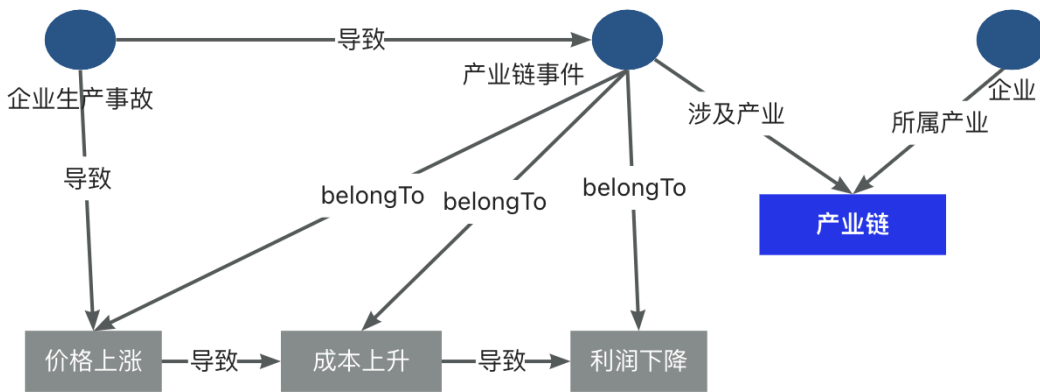 导致
企业生产事故
产业链事件
企业
涉及产业
所属产业
导致
belongTo
belongTo
belongTo
产业链
价格上涨
导致
成本上升
导致
利润下降